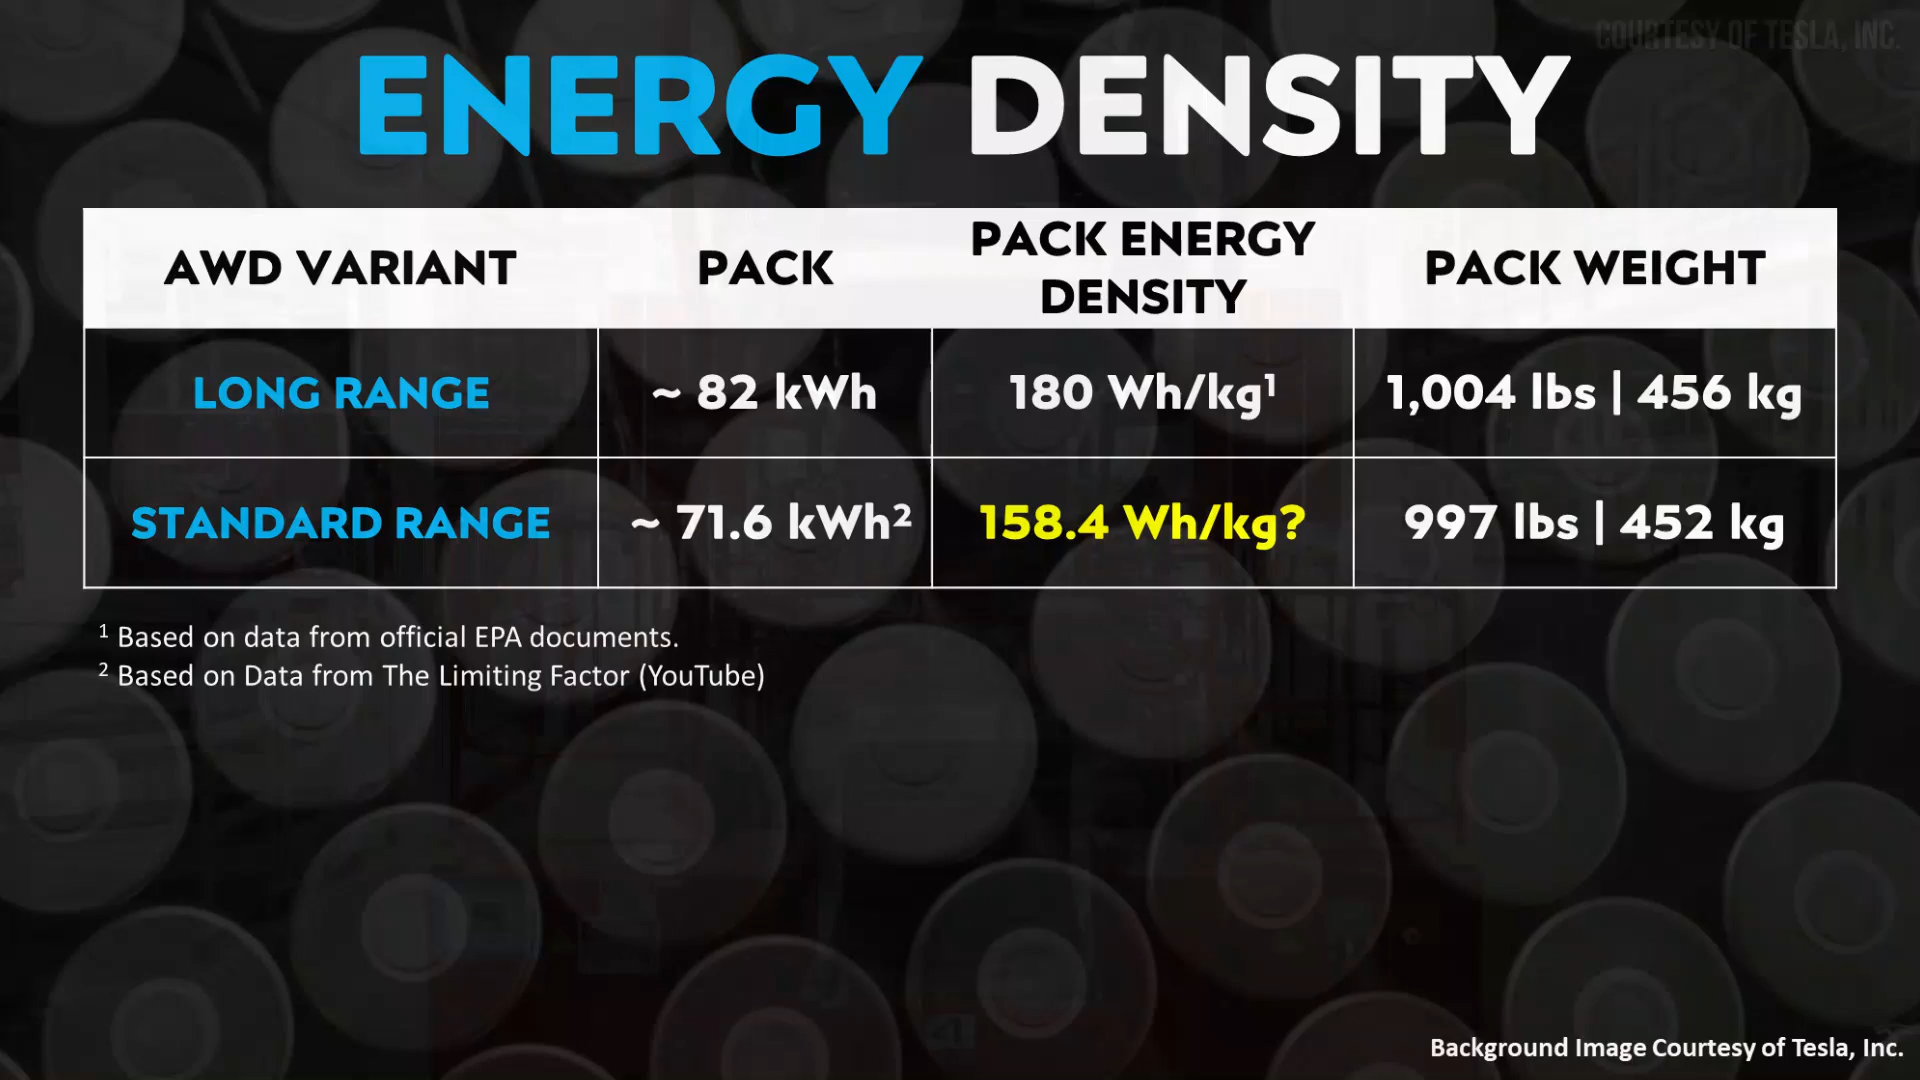 COURTESY OF TESLA, INC.
ENERGY DENSITY
AWD VARIANT PACK PACK ENERGY DENSITY PACK WEIGHT
LONG RANGE ~ 82 kWh 180 Wh/kg¹ 1,004 lbs | 456 kg
STANDARD RANGE ~ 71.6 kWh² 158.4 Wh/kg? 997 lbs | 452 kg
¹ Based on data from official EPA documents.
² Based on Data from The Limiting Factor (YouTube)
Background Image Courtesy of Tesla, Inc.